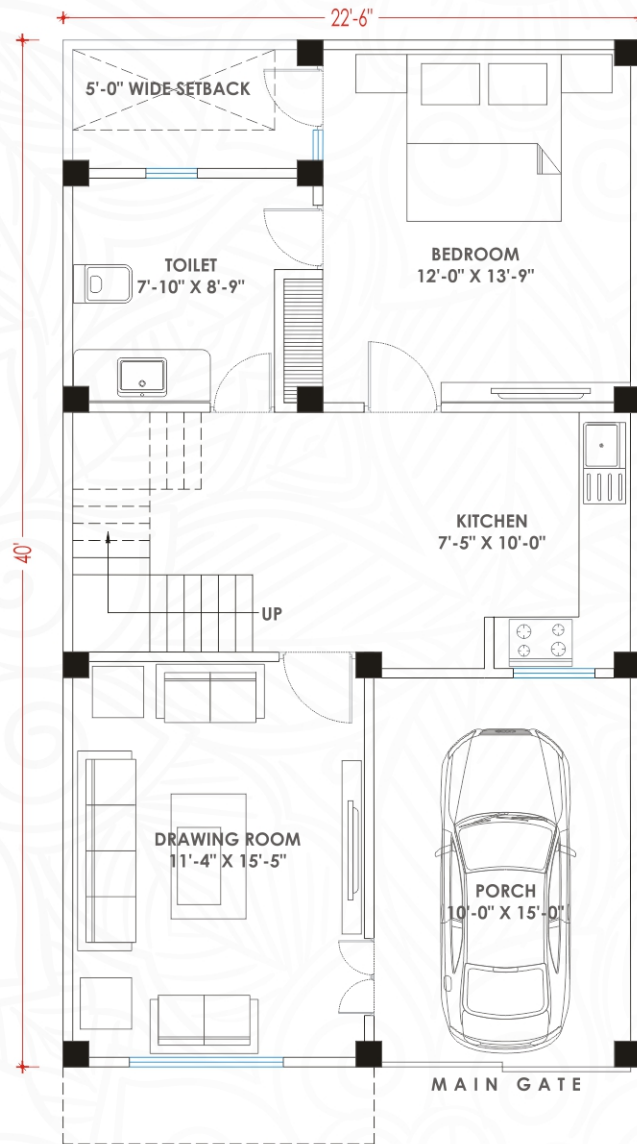 22'-6"
5'-0" WIDE SETBACK
TOILET
7'-10" X 8'-9"
BEDROOM
12'-0" X 13'-9"
40'
KITCHEN
7'-5" X 10'-0"
UP
DRAWING ROOM
11'-4" X 15'-5"
PORCH
10'-0" X 15'-0"
MAIN GATE